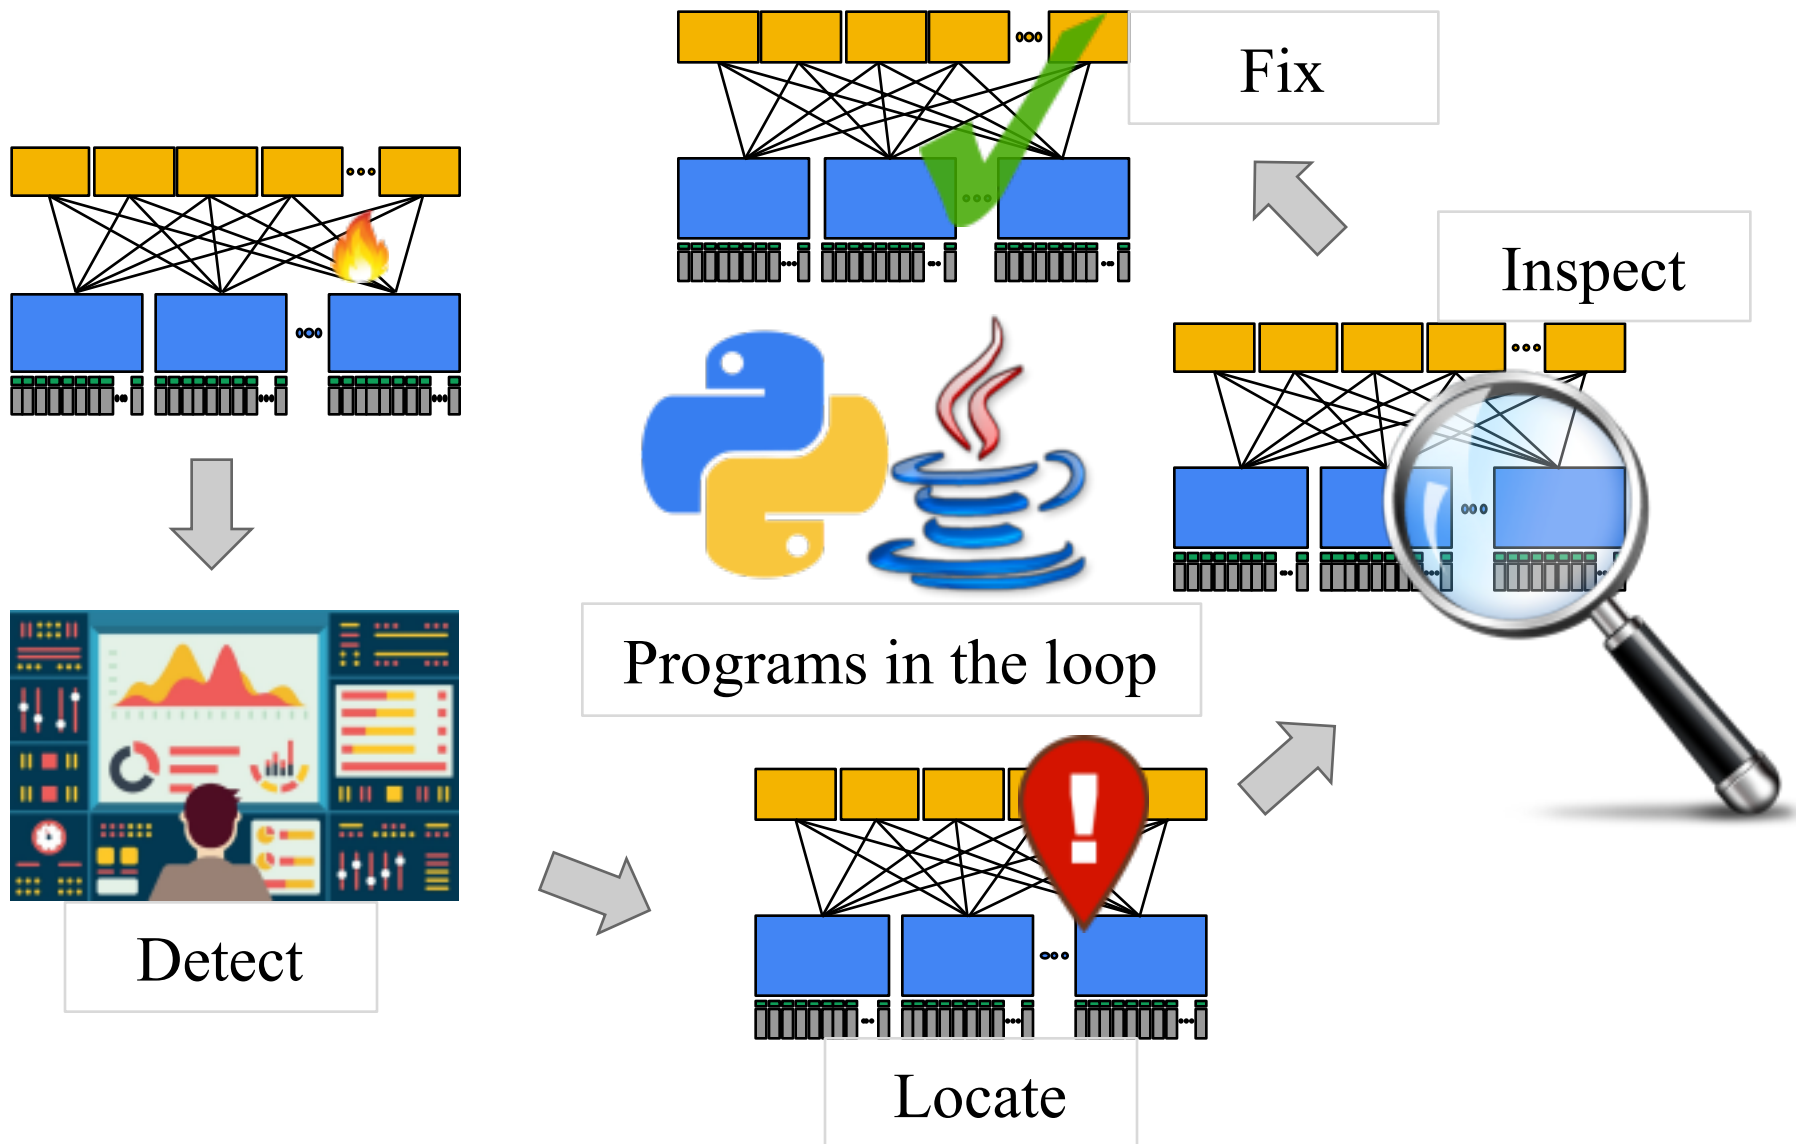 Fix
Inspect
Programs in the loop
Detect
Locate